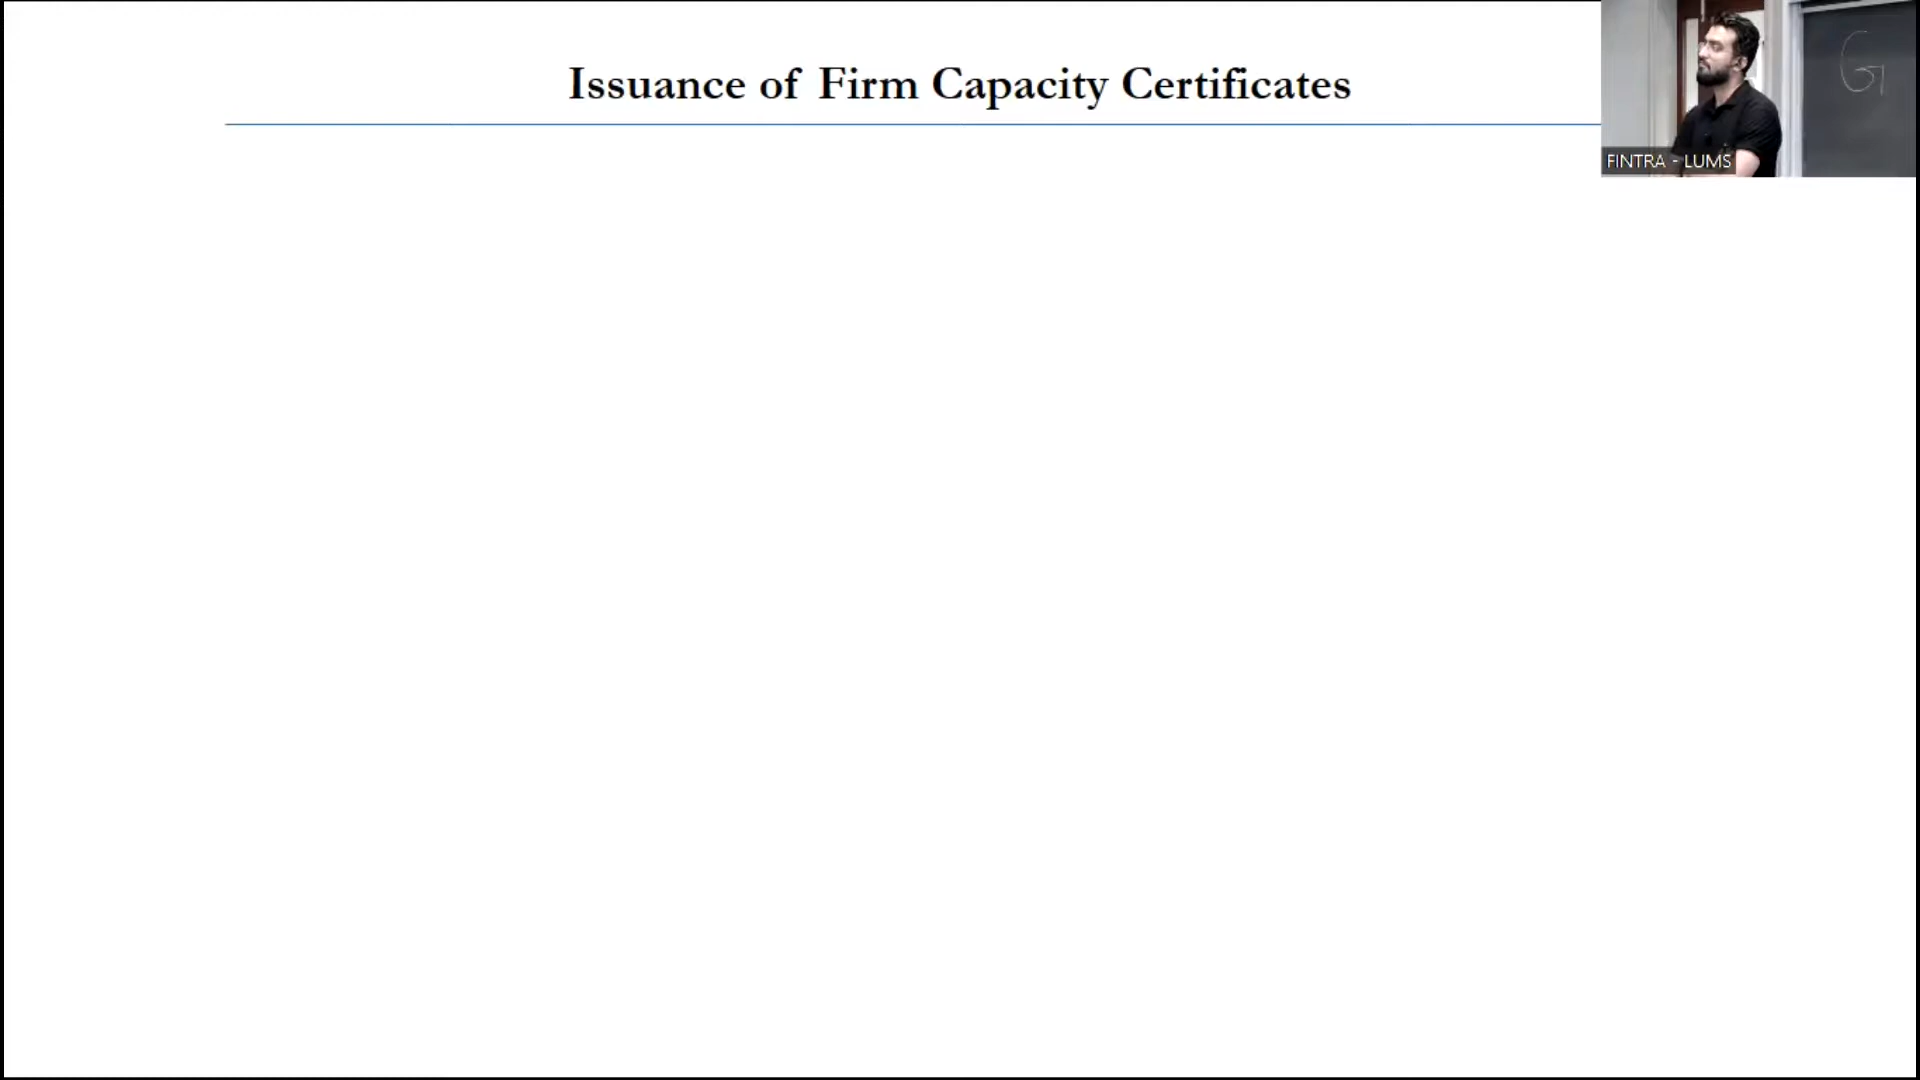 Issuance of Firm Capacity Certificates
FINTRA - LUMS
G